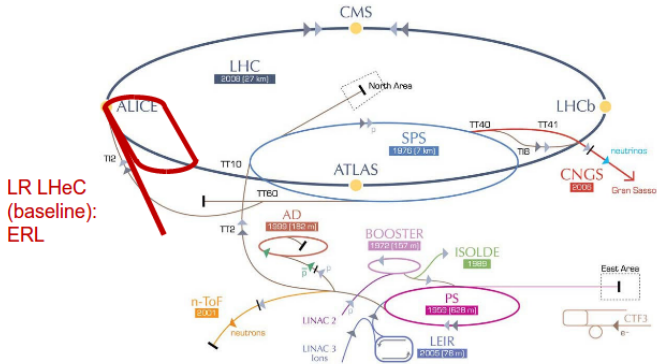 CMS
LHC
2008 (27 km)
North Area
ALICE
LHCb
TT40
TT41
SPS
1976 (7 km)
TI2
TI8
TT10
ATLAS
CNGS
2006
neutrinos
Gran Sasso
LR LHeC
(baseline):
ERL
TT60
AD
1999 (182 m)
TT2
BOOSTER
1972 (157 m)
ISOLDE
1989
East Area
p
p
p
p
n-ToF
2001
neutrons
LINAC 2
PS
1959 (628 m)
CTF3
e-
LINAC 3
Ions
LEIR
2005 (78 m)